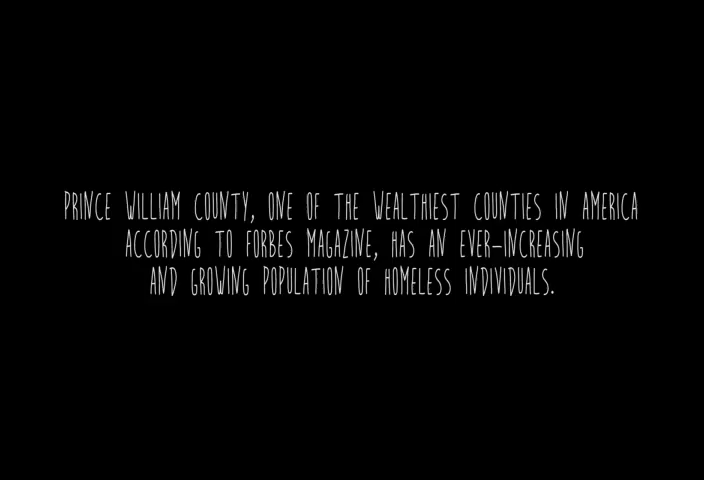 PRINCE WILLIAM COUNTY, ONE OF THE WEALTHIEST COUNTIES IN AMERICA
ACCORDING TO FORBES MAGAZINE, HAS AN EVER-INCREASING
AND GROWING POPULATION OF HOMELESS INDIVIDUALS.